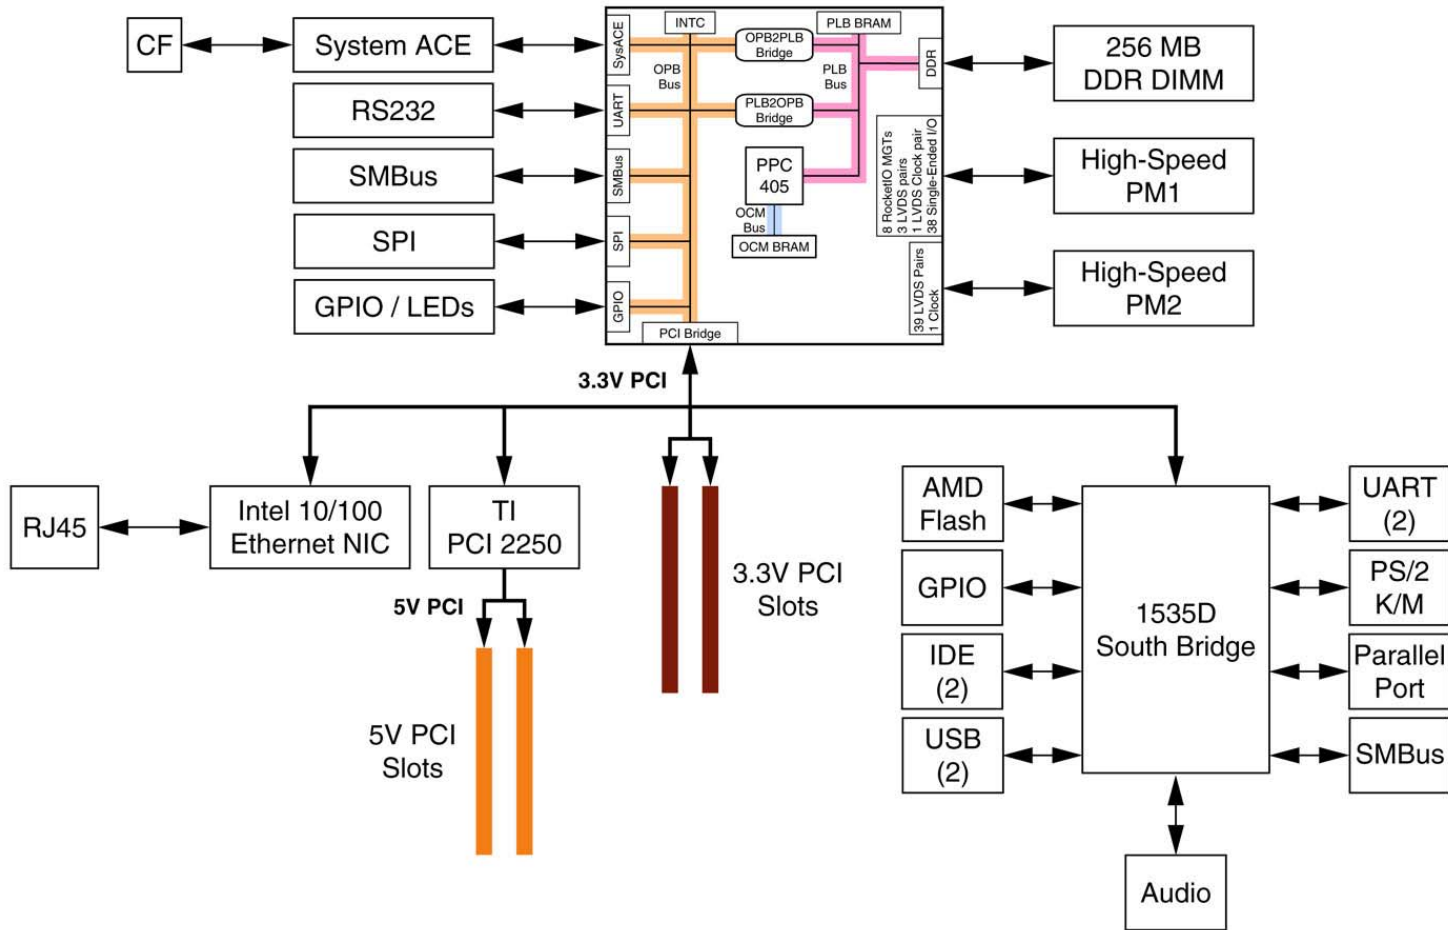 CF
System ACE
RS232
SMBus
SPI
GPIO / LEDs
SysACE
UART
SMBus
SPI
GPIO
INTC
OPB
Bus
OPB2PLB
Bridge
PLB2OPB
Bridge
PLB BRAM
PLB
Bus
DDR
PPC
405
OCM
Bus
OCM BRAM
8 RocketIO MGTs
3 LVDS pairs
1 LVDS Clock pair
38 Single-Ended I/O
39 LVDS Pairs
1 Clock
PCI Bridge
256 MB
DDR DIMM
High-Speed
PM1
High-Speed
PM2
3.3V PCI
RJ45
Intel 10/100
Ethernet NIC
TI
PCI 2250
5V PCI
5V PCI
Slots
3.3V PCI
Slots
AMD
Flash
GPIO
IDE
(2)
USB
(2)
1535D
South Bridge
UART
(2)
PS/2
K/M
Parallel
Port
SMBus
Audio